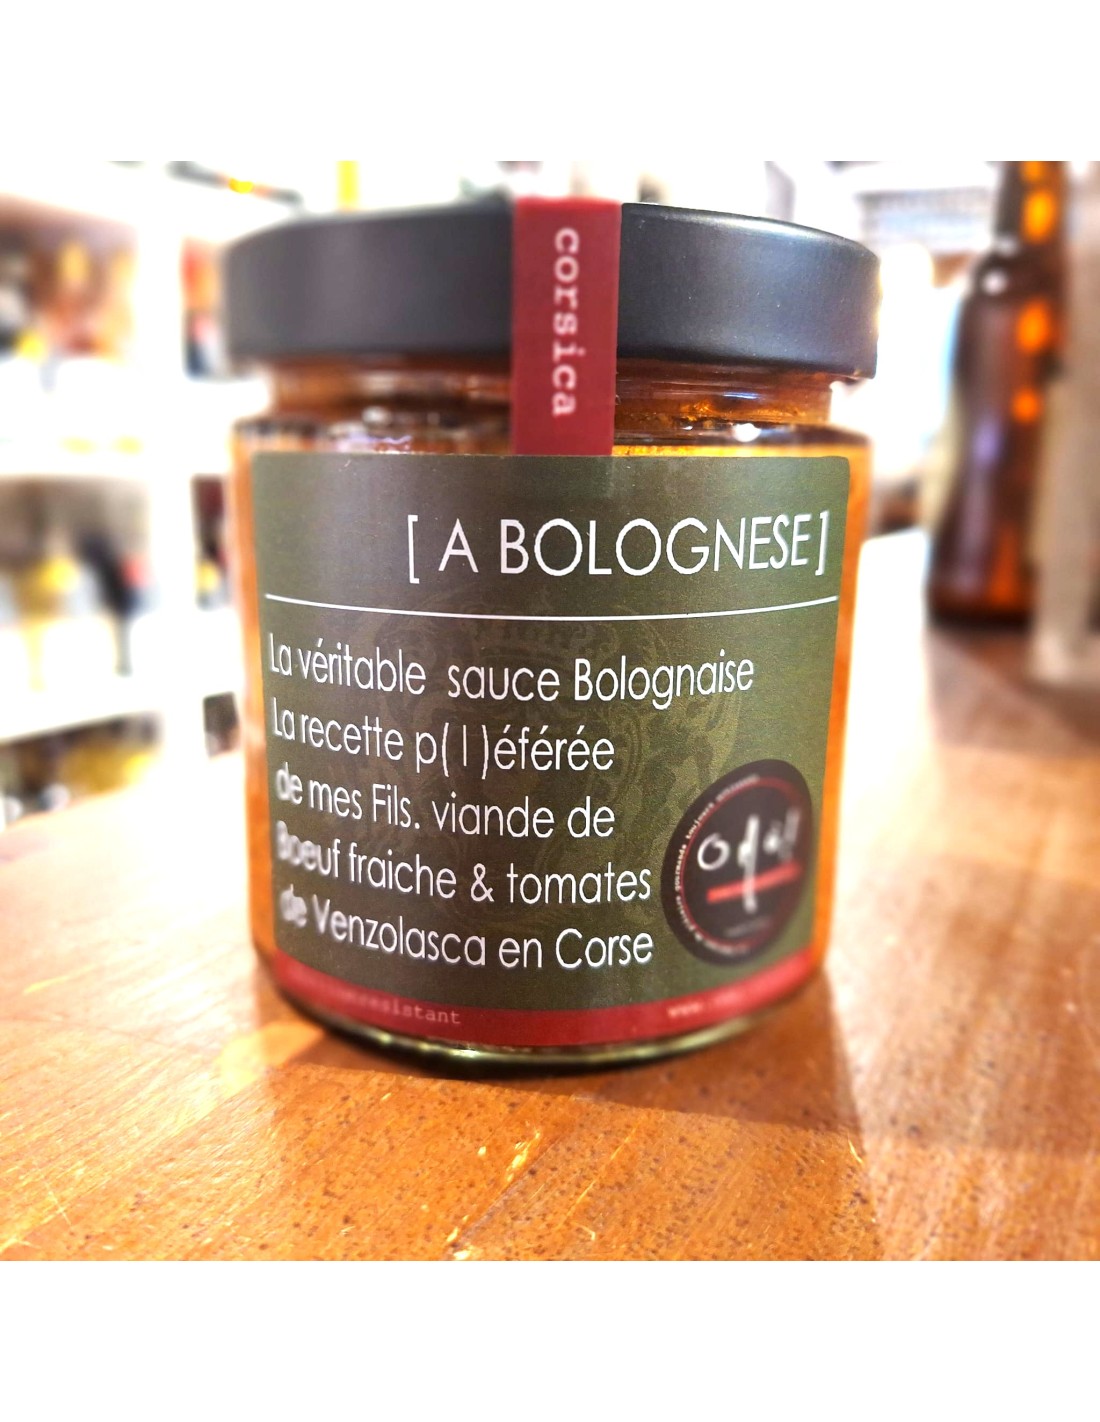 corsica
[ A BOLOGNESE ]
La véritable sauce Bolognaise
La recette p( l )éférée
de mes Fils. viande de
Boeuf fraiche & tomates
de Venzolasca en Corse